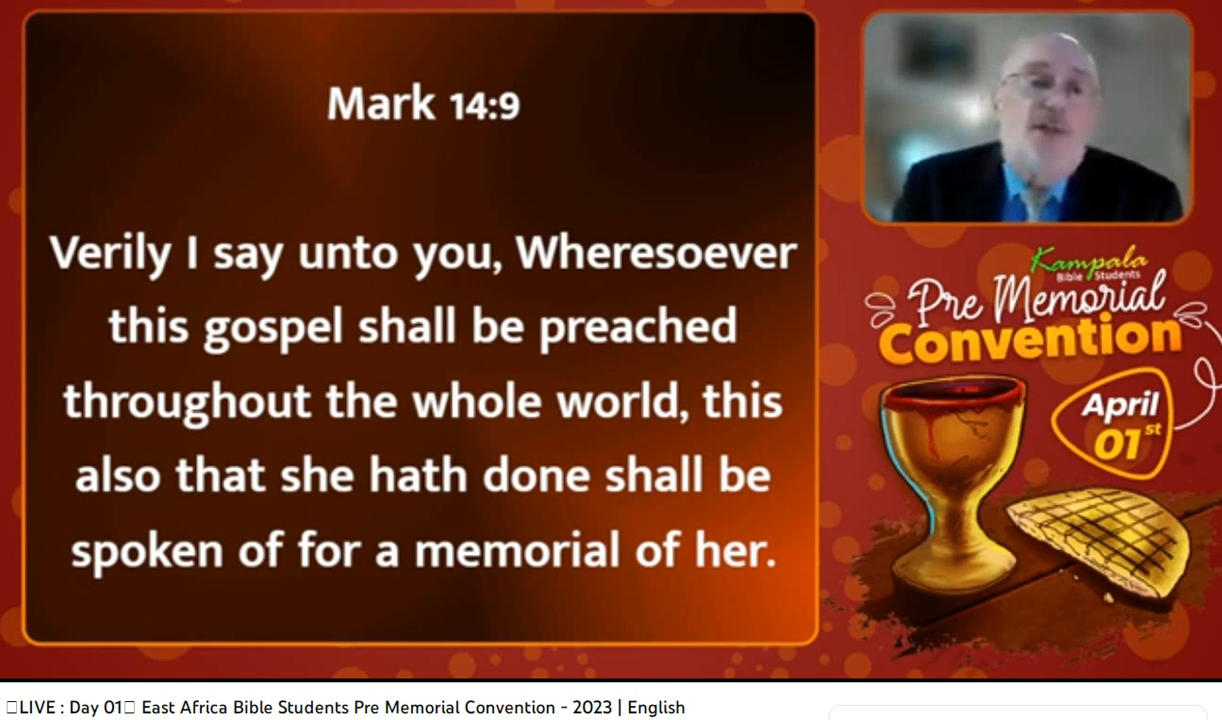 Mark 14:9
Verily I say unto you, Wheresoever
this gospel shall be preached
throughout the whole world, this
also that she hath done shall be
spoken of for a memorial of her.
Kampala
Bible Students
Pre Memorial
Convention
April
01st
□LIVE : Day 01□ East Africa Bible Students Pre Memorial Convention - 2023 | English